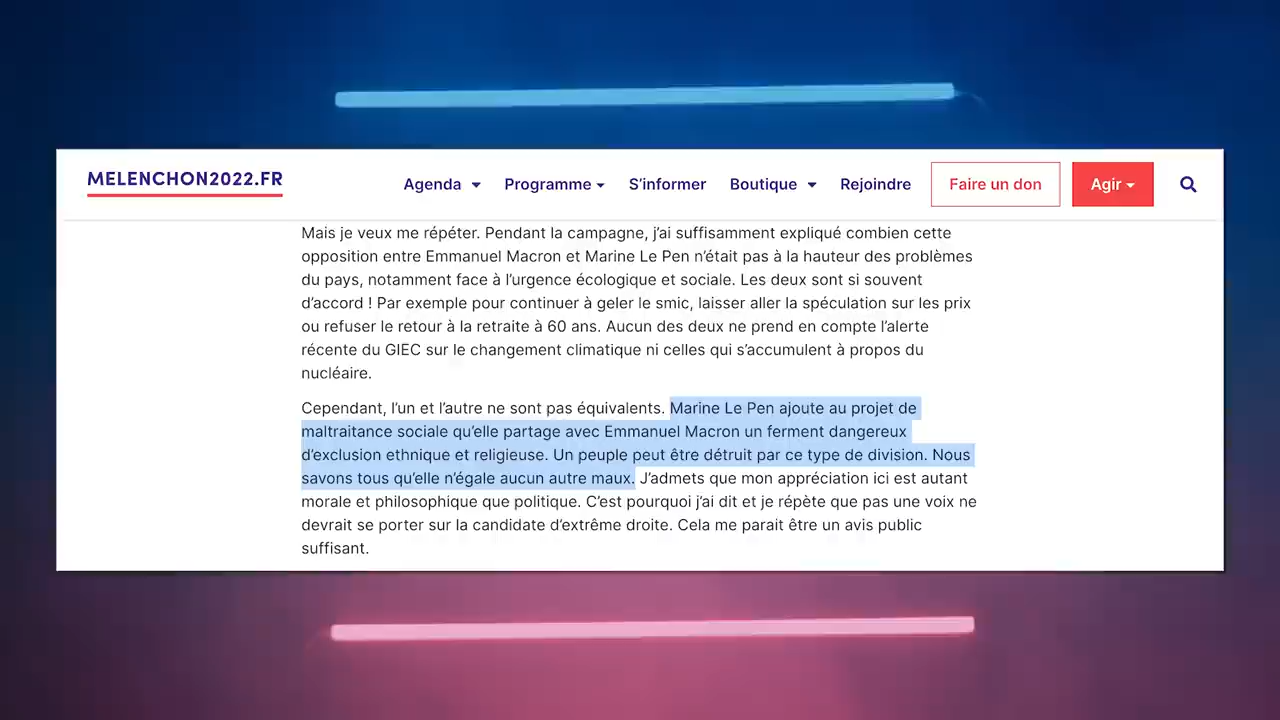 MELENCHON2022.FR
Agenda Programme S’informer Boutique Rejoindre Faire un don Agir
Mais je veux me répéter. Pendant la campagne, j’ai suffisamment expliqué combien cette
opposition entre Emmanuel Macron et Marine Le Pen n’était pas à la hauteur des problèmes
du pays, notamment face à l’urgence écologique et sociale. Les deux sont si souvent
d’accord ! Par exemple pour continuer à geler le smic, laisser aller la spéculation sur les prix
ou refuser le retour à la retraite à 60 ans. Aucun des deux ne prend en compte l’alerte
récente du GIEC sur le changement climatique ni celles qui s’accumulent à propos du
nucléaire.
Cependant, l’un et l’autre ne sont pas équivalents. Marine Le Pen ajoute au projet de
maltraitance sociale qu’elle partage avec Emmanuel Macron un ferment dangereux
d’exclusion ethnique et religieuse. Un peuple peut être détruit par ce type de division. Nous
savons tous qu’elle n’égale aucun autre maux. J’admets que mon appréciation ici est autant
morale et philosophique que politique. C’est pourquoi j’ai dit et je répète que pas une voix ne
devrait se porter sur la candidate d’extrême droite. Cela me parait être un avis public
suffisant.